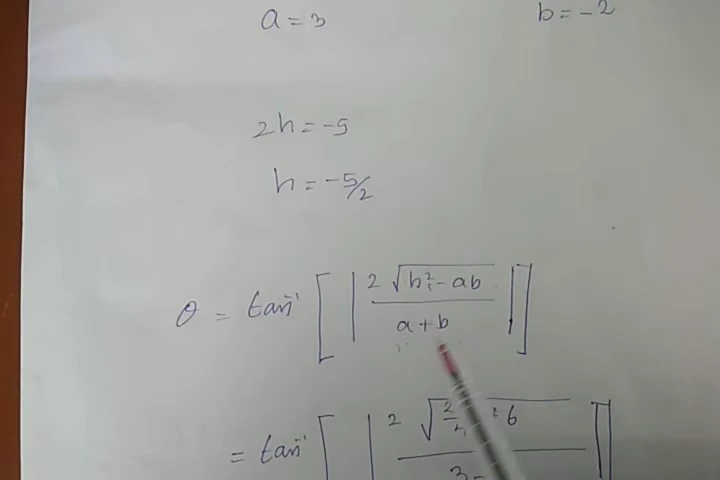 a = 3 b = -2
2h = -5
h = -5/2
θ = tan⁻¹ [ | 2 √(h² - ab) / (a + b) | ]
= tan⁻¹ [ | 2 √ 6 / 3 - | ]